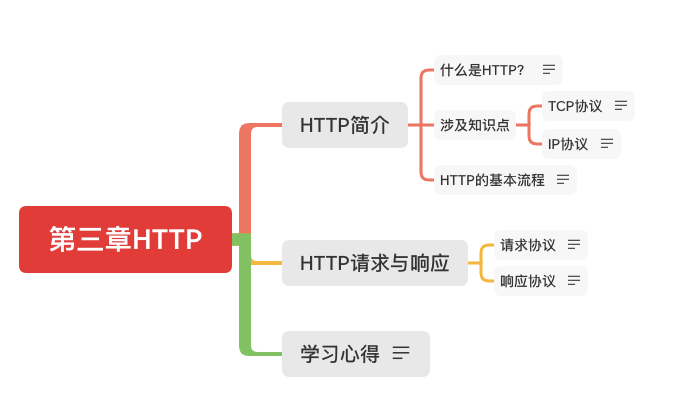 第三章HTTP
HTTP简介
什么是HTTP?
涉及知识点
TCP协议
IP协议
HTTP的基本流程
HTTP请求与响应
请求协议
响应协议
学习心得